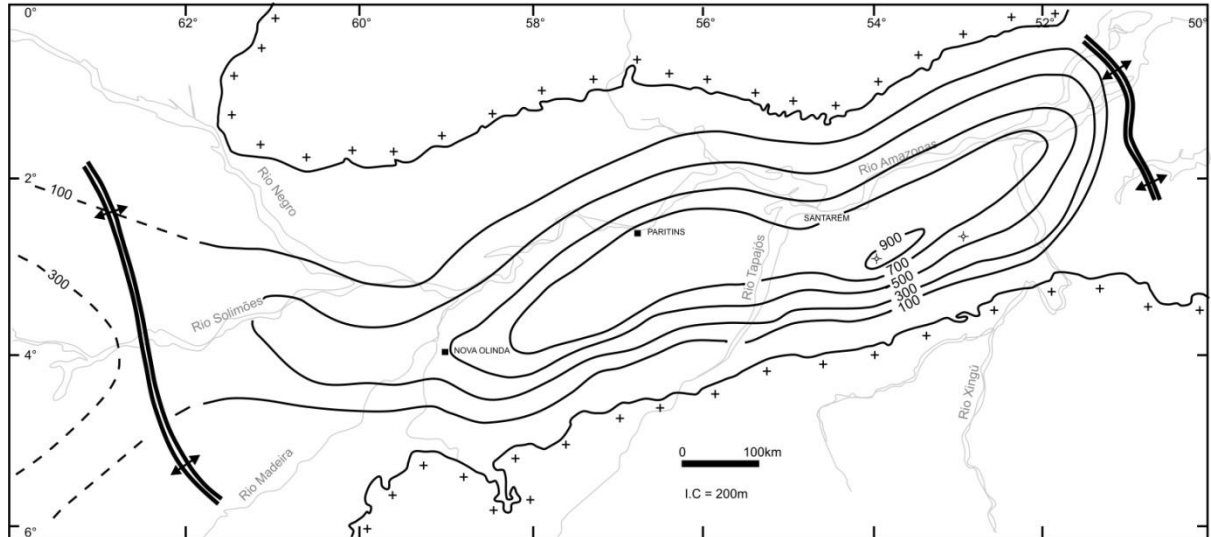 0° 62° 60° 58° 56° 54° 52° 50°
Rio Amazonas
2°
100
Rio Negro
SANTARÉM
PARITINS
900
300
Rio Tapajós
700
500
300
100
Rio Solimões
4°
NOVA OLINDA
Rio Xingú
0 100km
Rio Madeira
I.C = 200m
6°